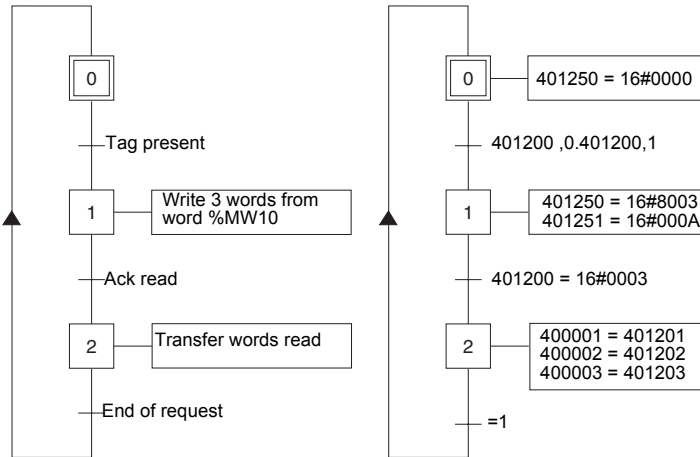 0
Tag present
1
Write 3 words from
word %MW10
Ack read
2
Transfer words read
End of request
0
401250 = 16#0000
401200 ,0.401200,1
1
401250 = 16#8003
401251 = 16#000A
401200 = 16#0003
2
400001 = 401201
400002 = 401202
400003 = 401203
=1